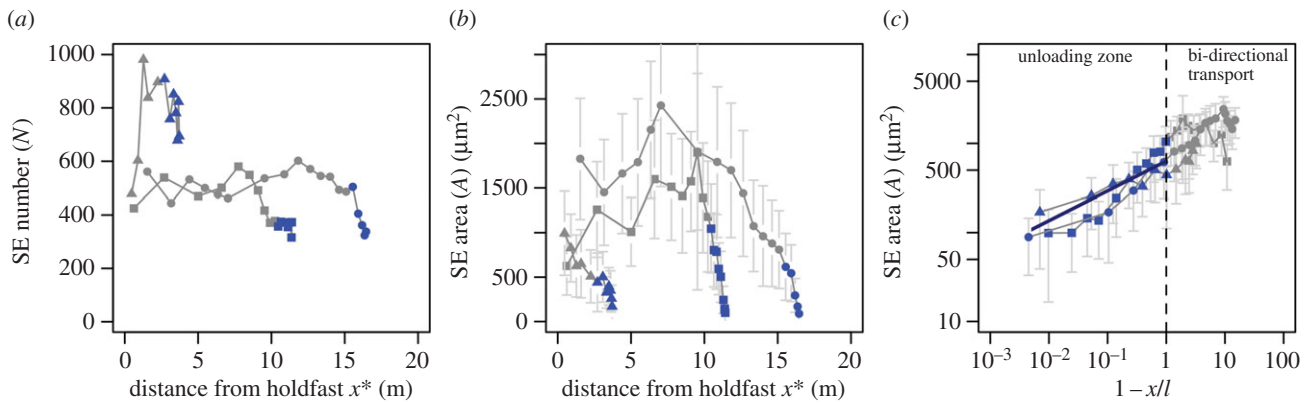 (a)
SE number (N)
1000
800
600
400
200
0
0
5
10
15
20
distance from holdfast x* (m)
(b)
SE area (A) (µm²)
2500
1500
500
0
0
5
10
15
20
distance from holdfast x* (m)
(c)
unloading zone
bi-directional
transport
SE area (A) (µm²)
5000
500
50
10
10⁻³
10⁻²
10⁻¹
1
10
100
1 – x/l